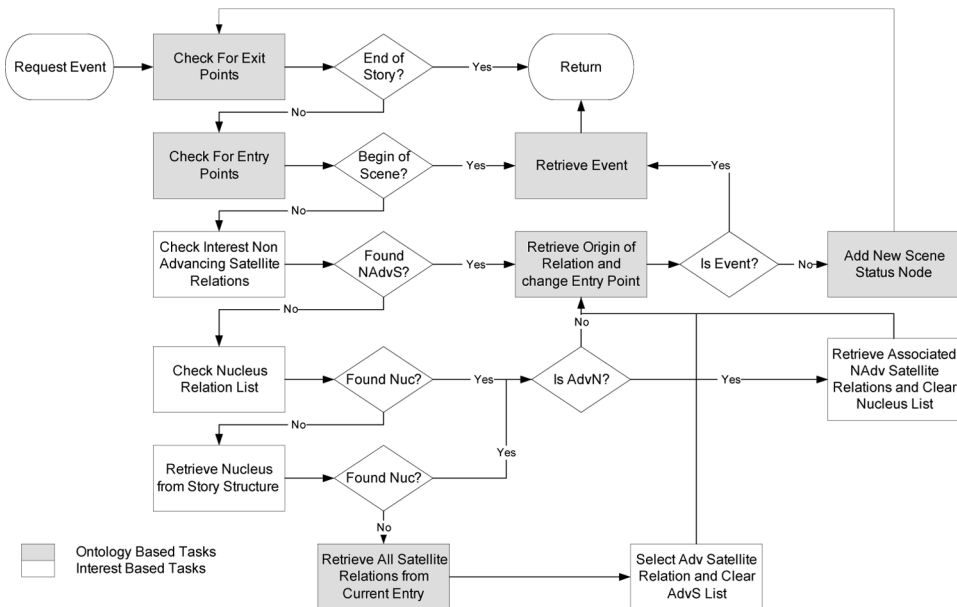 Request Event
Check For Exit
Points
End of
Story?
Yes
Return
No
Check For Entry
Points
Begin of
Scene?
Yes
Retrieve Event
Yes
No
Check Interest Non
Advancing Satellite
Relations
Found
NAdvS?
Yes
Retrieve Origin of
Relation and
change Entry Point
Is Event?
No
Add New Scene
Status Node
No
No
Check Nucleus
Relation List
Found Nuc?
Yes
Is AdvN?
Yes
Retrieve Associated
NAdv Satellite
Relations and Clear
Nucleus List
No
Yes
Retrieve Nucleus
from Story Structure
Found Nuc?
No
Retrieve All Satellite
Relations from
Current Entry
Select Adv Satellite
Relation and Clear
AdvS List
Ontology Based Tasks
Interest Based Tasks